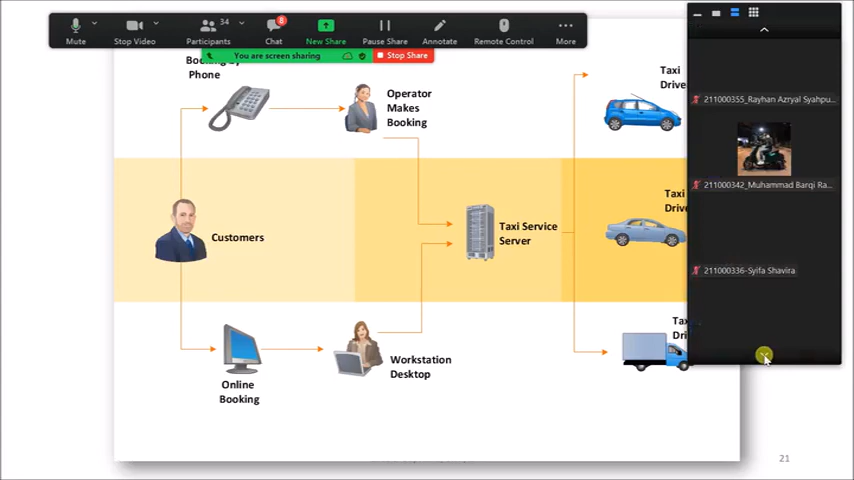 34
8
Mute
Stop Video
Participants
Chat
New Share
Pause Share
Annotate
Remote Control
More
You are screen sharing
Stop Share
Phone
Operator
Makes
Booking
Taxi
Customers
Taxi Service
Server
Taxi
Online
Booking
Workstation
Desktop
211000355_Rayhan Azryal Syahpu...
211000342_Muhammad Barqi Ra...
211000336-Syifa Shavira
21